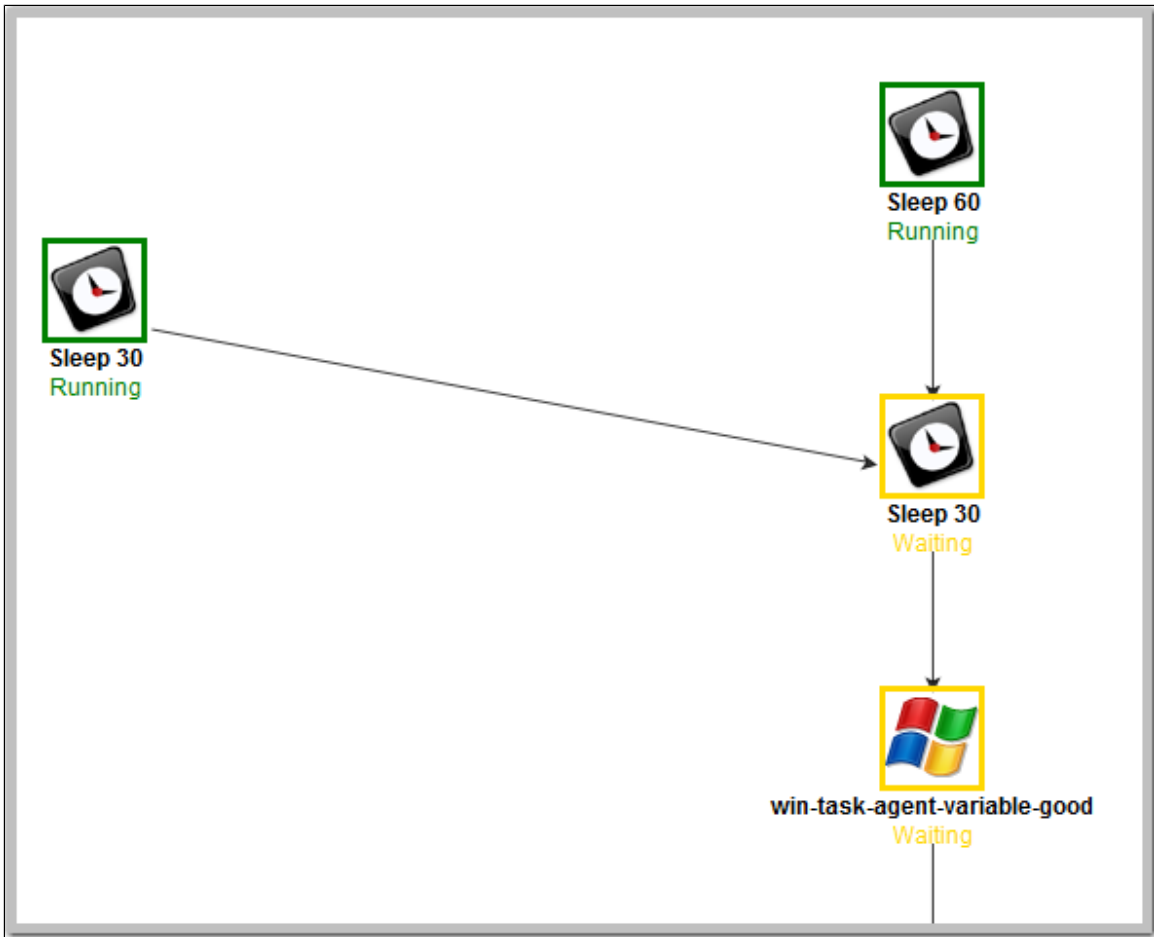 Sleep 60
Running
Sleep 30
Running
Sleep 30
Waiting
win-task-agent-variable-good
Waiting